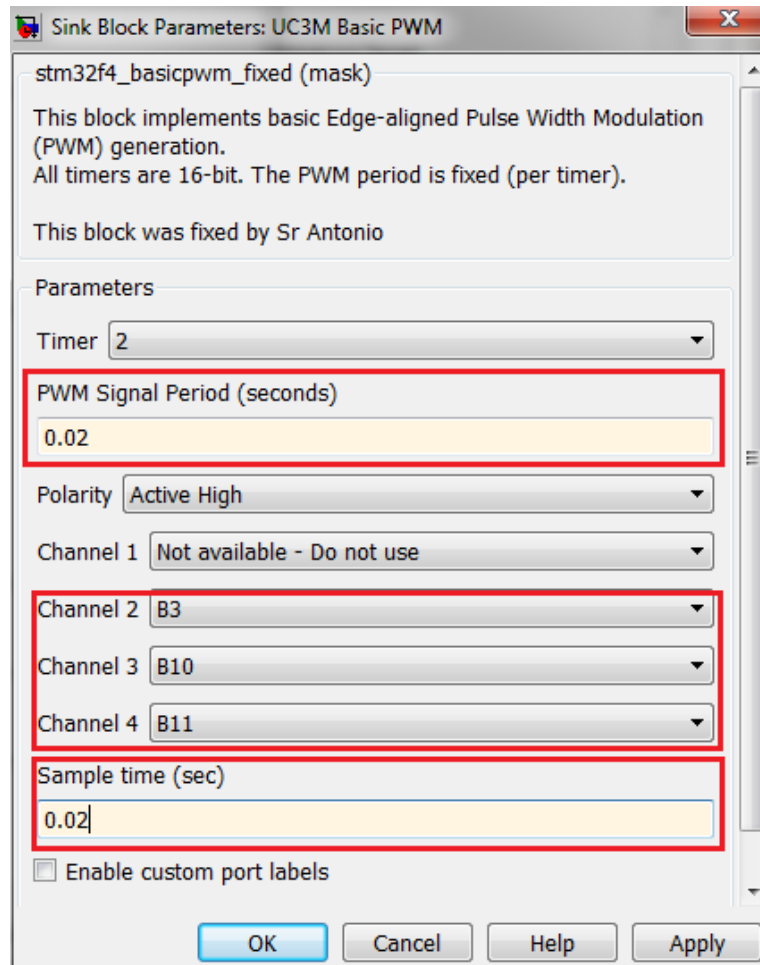 Sink Block Parameters: UC3M Basic PWM
stm32f4_basicpwm_fixed (mask)
This block implements basic Edge-aligned Pulse Width Modulation
(PWM) generation.
All timers are 16-bit. The PWM period is fixed (per timer).
This block was fixed by Sr Antonio
Parameters
Timer 2
PWM Signal Period (seconds)
0.02
Polarity Active High
Channel 1 Not available - Do not use
Channel 2 B3
Channel 3 B10
Channel 4 B11
Sample time (sec)
0.02
Enable custom port labels
OK Cancel Help Apply